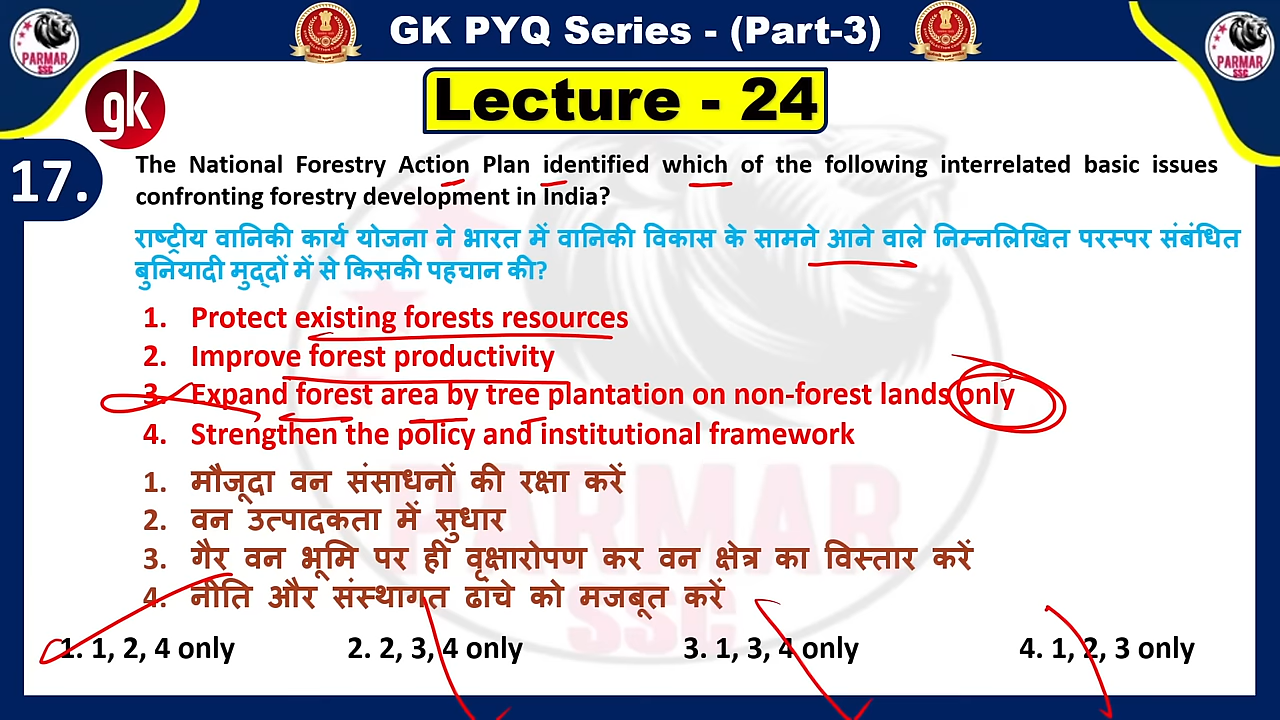 GK PYQ Series - (Part-3)
PARMAR
SSC
PARMAR
SSC
gk
Lecture - 24
17.
The National Forestry Action Plan identified which of the following interrelated basic issues
confronting forestry development in India?
राष्ट्रीय वानिकी कार्य योजना ने भारत में वानिकी विकास के सामने आने वाले निम्नलिखित परस्पर संबंधित
बुनियादी मुद्दों में से किसकी पहचान की?
1. Protect existing forests resources
2. Improve forest productivity
3. Expand forest area by tree plantation on non-forest lands only
4. Strengthen the policy and institutional framework
1. मौजूदा वन संसाधनों की रक्षा करें
2. वन उत्पादकता में सुधार
3. गैर वन भूमि पर ही वृक्षारोपण कर वन क्षेत्र का विस्तार करें
4. नीति और संस्थागत ढांचे को मजबूत करें
PARMAR
SSC
1. 1, 2, 4 only 2. 2, 3, 4 only 3. 1, 3, 4 only 4. 1, 2, 3 only